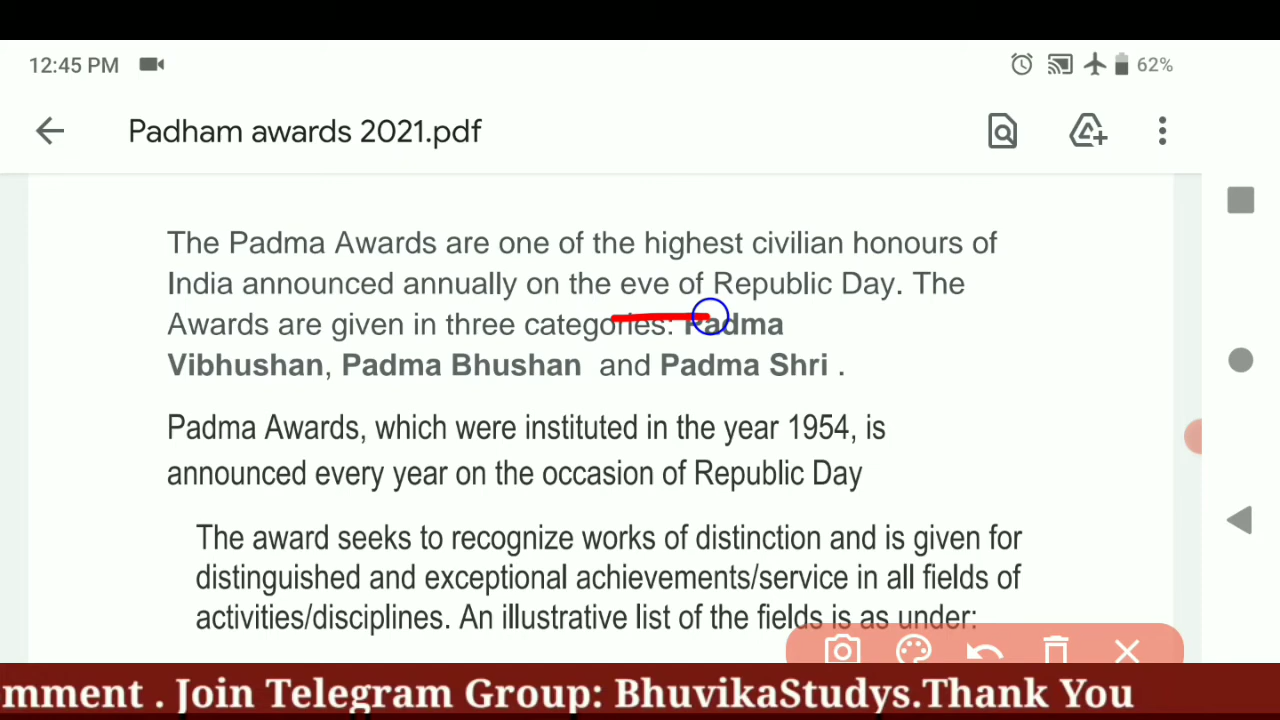 12:45 PM
62%
Padham awards 2021.pdf
The Padma Awards are one of the highest civilian honours of
India announced annually on the eve of Republic Day. The
Awards are given in three categories: Padma
Vibhushan, Padma Bhushan and Padma Shri .
Padma Awards, which were instituted in the year 1954, is
announced every year on the occasion of Republic Day
The award seeks to recognize works of distinction and is given for
distinguished and exceptional achievements/service in all fields of
activities/disciplines. An illustrative list of the fields is as under:
mment . Join Telegram Group: BhuvikaStudys.Thank You